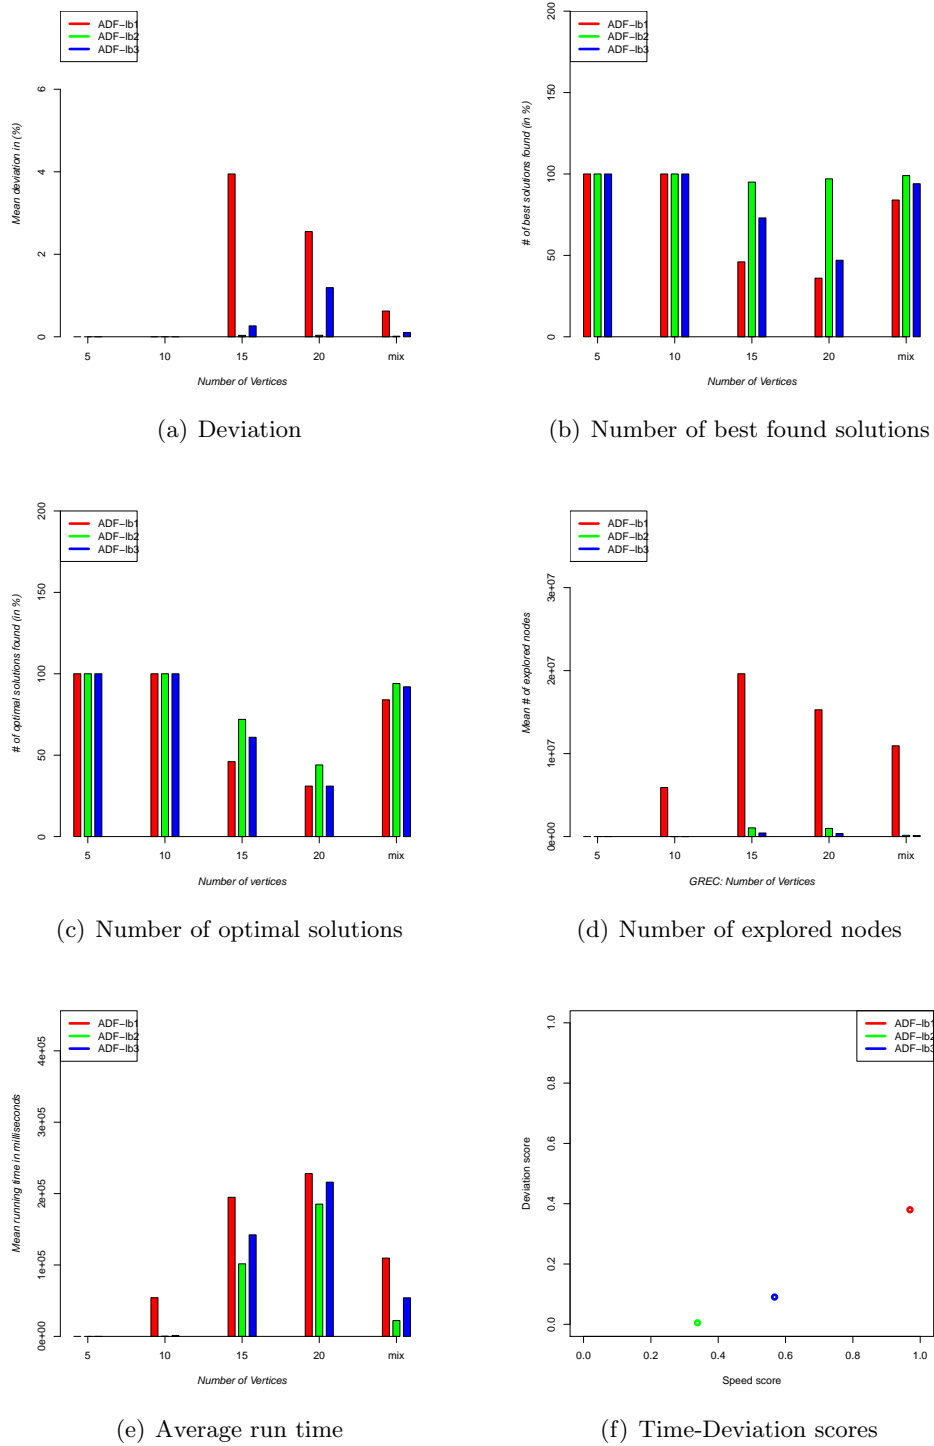 ADF−lb1
ADF−lb2
ADF−lb3
Mean deviation in (%)
6
4
2
0
5 10 15 20 mix
Number of Vertices
(a) Deviation
ADF−lb1
ADF−lb2
ADF−lb3
# of best solutions found (in %)
200
150
100
50
0
5 10 15 20 mix
Number of Vertices
(b) Number of best found solutions
ADF−lb1
ADF−lb2
ADF−lb3
# of optimal solutions found (in %)
200
150
100
50
0
5 10 15 20 mix
Number of vertices
(c) Number of optimal solutions
ADF−lb1
ADF−lb2
ADF−lb3
Mean # of explored nodes
3e+07
2e+07
1e+07
0e+00
5 10 15 20 mix
GREC: Number of Vertices
(d) Number of explored nodes
ADF−lb1
ADF−lb2
ADF−lb3
Mean running time in milliseconds
4e+05
3e+05
2e+05
1e+05
0e+00
5 10 15 20 mix
Number of Vertices
(e) Average run time
ADF−lb1
ADF−lb2
ADF−lb3
Deviation score
1.0
0.8
0.6
0.4
0.2
0.0
0.0 0.2 0.4 0.6 0.8 1.0
Speed score
(f) Time-Deviation scores